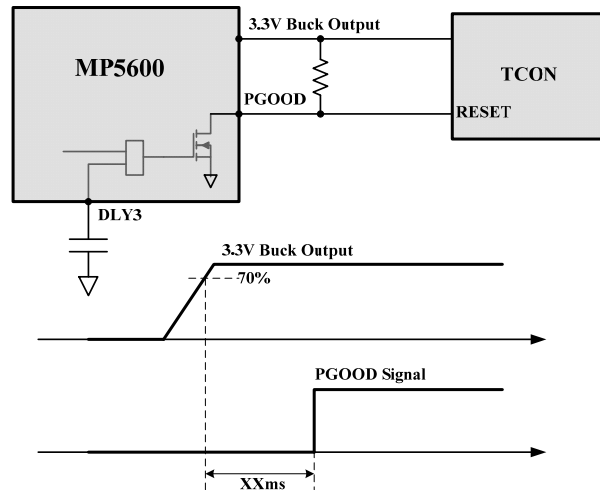 3.3V Buck Output
MP5600
TCON
PGOOD
RESET
DLY3
3.3V Buck Output
70%
PGOOD Signal
XXms